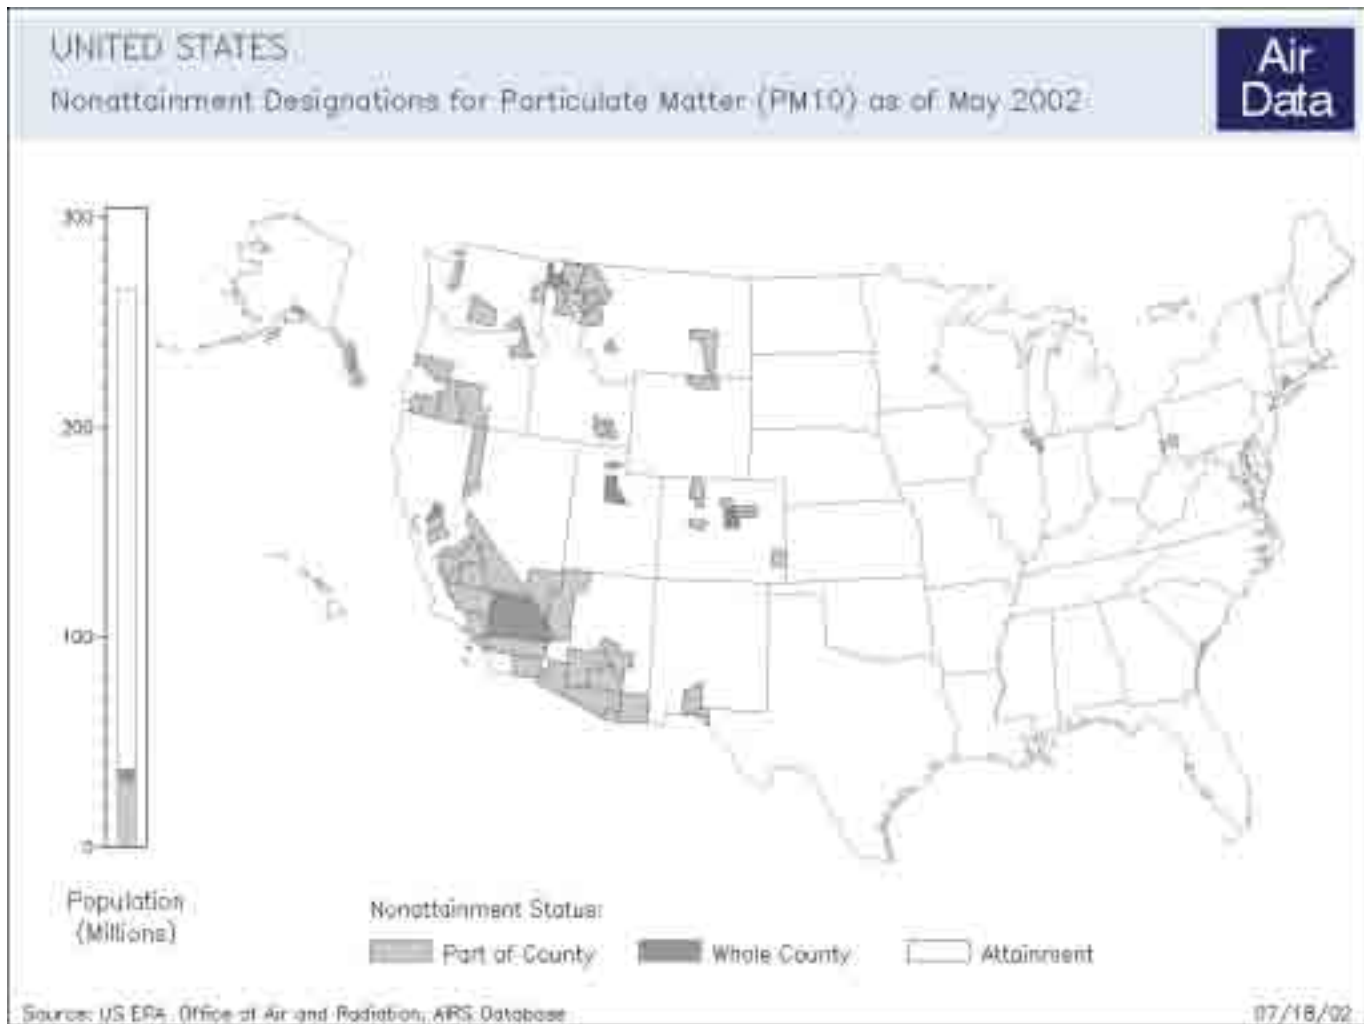 UNITED STATES
Nonattainment Designations for Particulate Matter (PM10) as of May 2002
Air
Data
300
200
100
0
Population
(Millions)
Nonattainment Status:
Part of County
Whole County
Attainment
Source: US EPA Office of Air and Radiation, AIRS Database
07/18/02